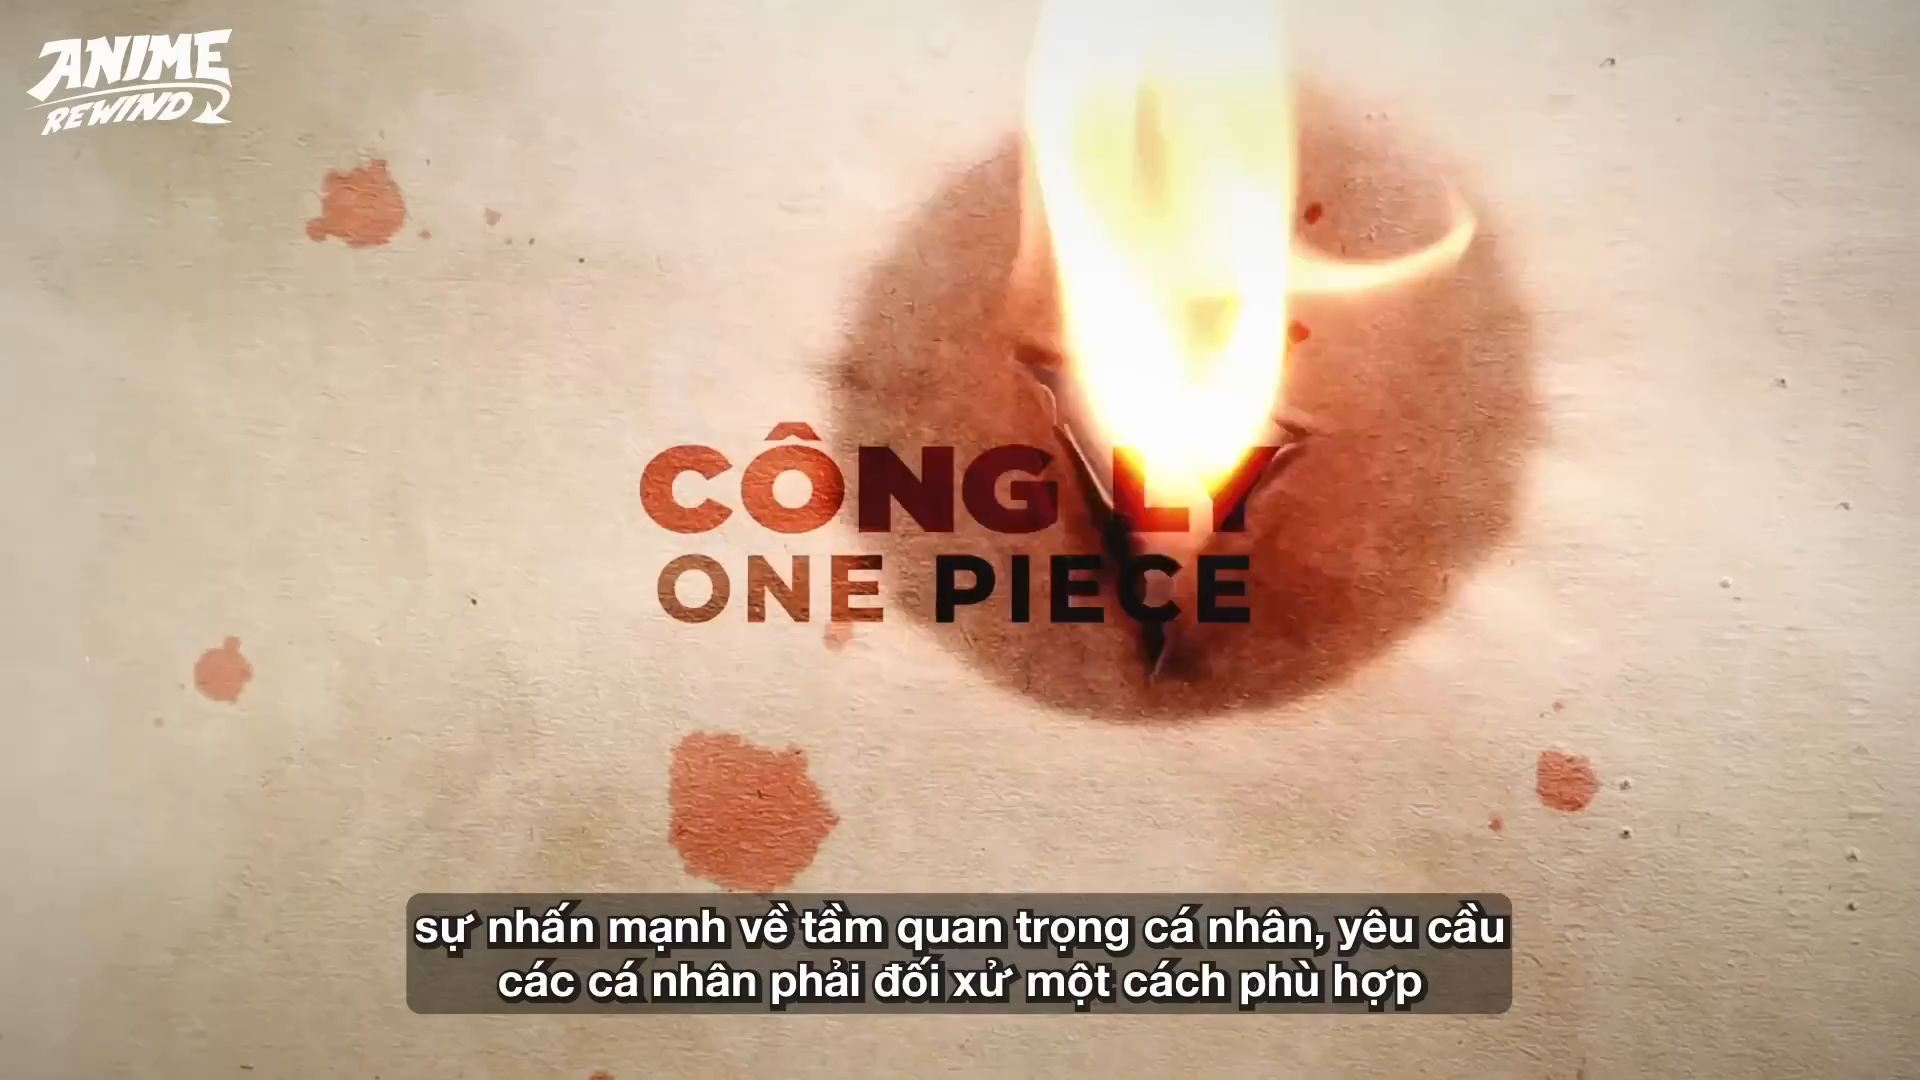 ANIME
REWIND
CÔNG LÝ
ONE PIECE
sự nhấn mạnh về tầm quan trọng cá nhân, yêu cầu
các cá nhân phải đối xử một cách phù hợp